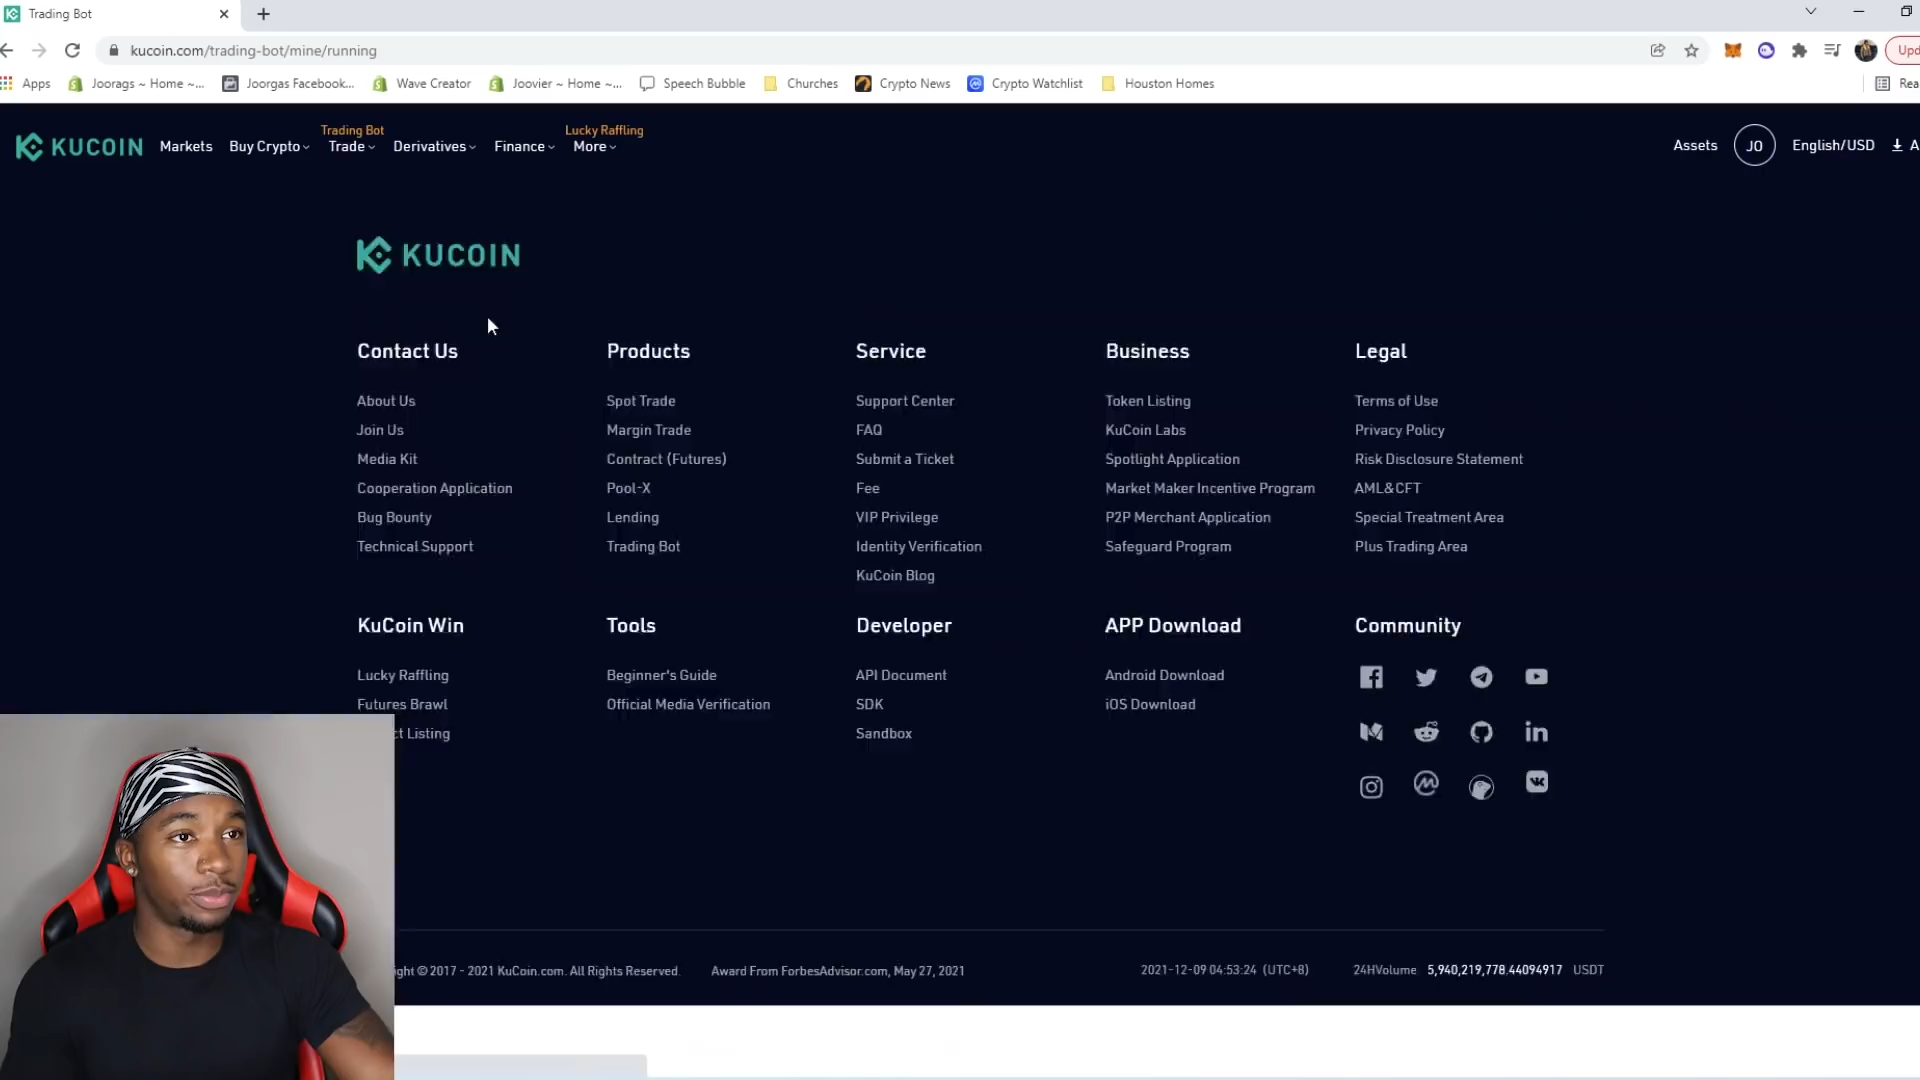 Trading Bot
kucoin.com/trading-bot/mine/running
Apps Joorags ~ Home ~... Joorgas Facebook... Wave Creator Joovier ~ Home ~... Speech Bubble Churches Crypto News Crypto Watchlist Houston Homes
Trading Bot Lucky Raffling
KUCOIN Markets Buy Crypto Trade Derivatives Finance More Assets JO English/USD
KUCOIN
Contact Us Products Service Business Legal
About Us Spot Trade Support Center Token Listing Terms of Use
Join Us Margin Trade FAQ KuCoin Labs Privacy Policy
Media Kit Contract (Futures) Submit a Ticket Spotlight Application Risk Disclosure Statement
Cooperation Application Pool-X Fee Market Maker Incentive Program AML&CFT
Bug Bounty Lending VIP Privilege P2P Merchant Application Special Treatment Area
Technical Support Trading Bot Identity Verification Safeguard Program Plus Trading Area
KuCoin Blog
KuCoin Win Tools Developer APP Download Community
Lucky Raffling Beginner's Guide API Document Android Download
Futures Brawl Official Media Verification SDK iOS Download
Listing Sandbox
© 2017 - 2021 KuCoin.com. All Rights Reserved. Award From ForbesAdvisor.com, May 27, 2021 2021-12-09 04:53:24 (UTC+8) 24HVolume 5,940,219,778.44094917 USDT